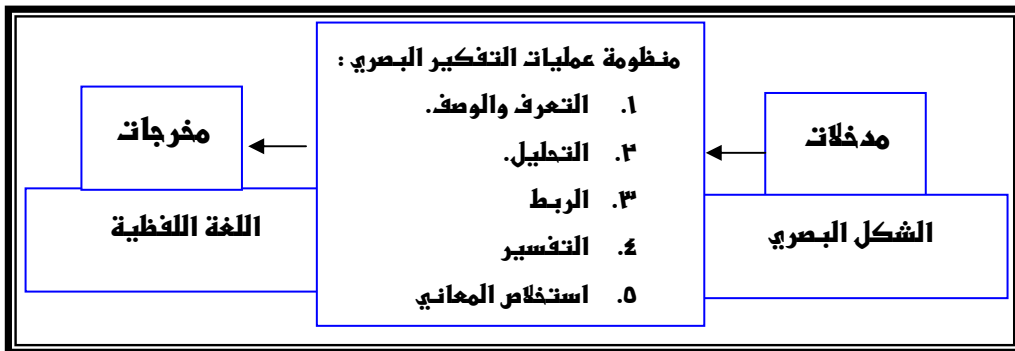 مدخلات
الشكل البصري
منظومة عمليات التفكير البصري :
١. التعرف والوصف.
٢. التحليل.
٣. الربط
٤. التفسير
٥. استخلاص المعاني
مخرجات
اللغة اللفظية